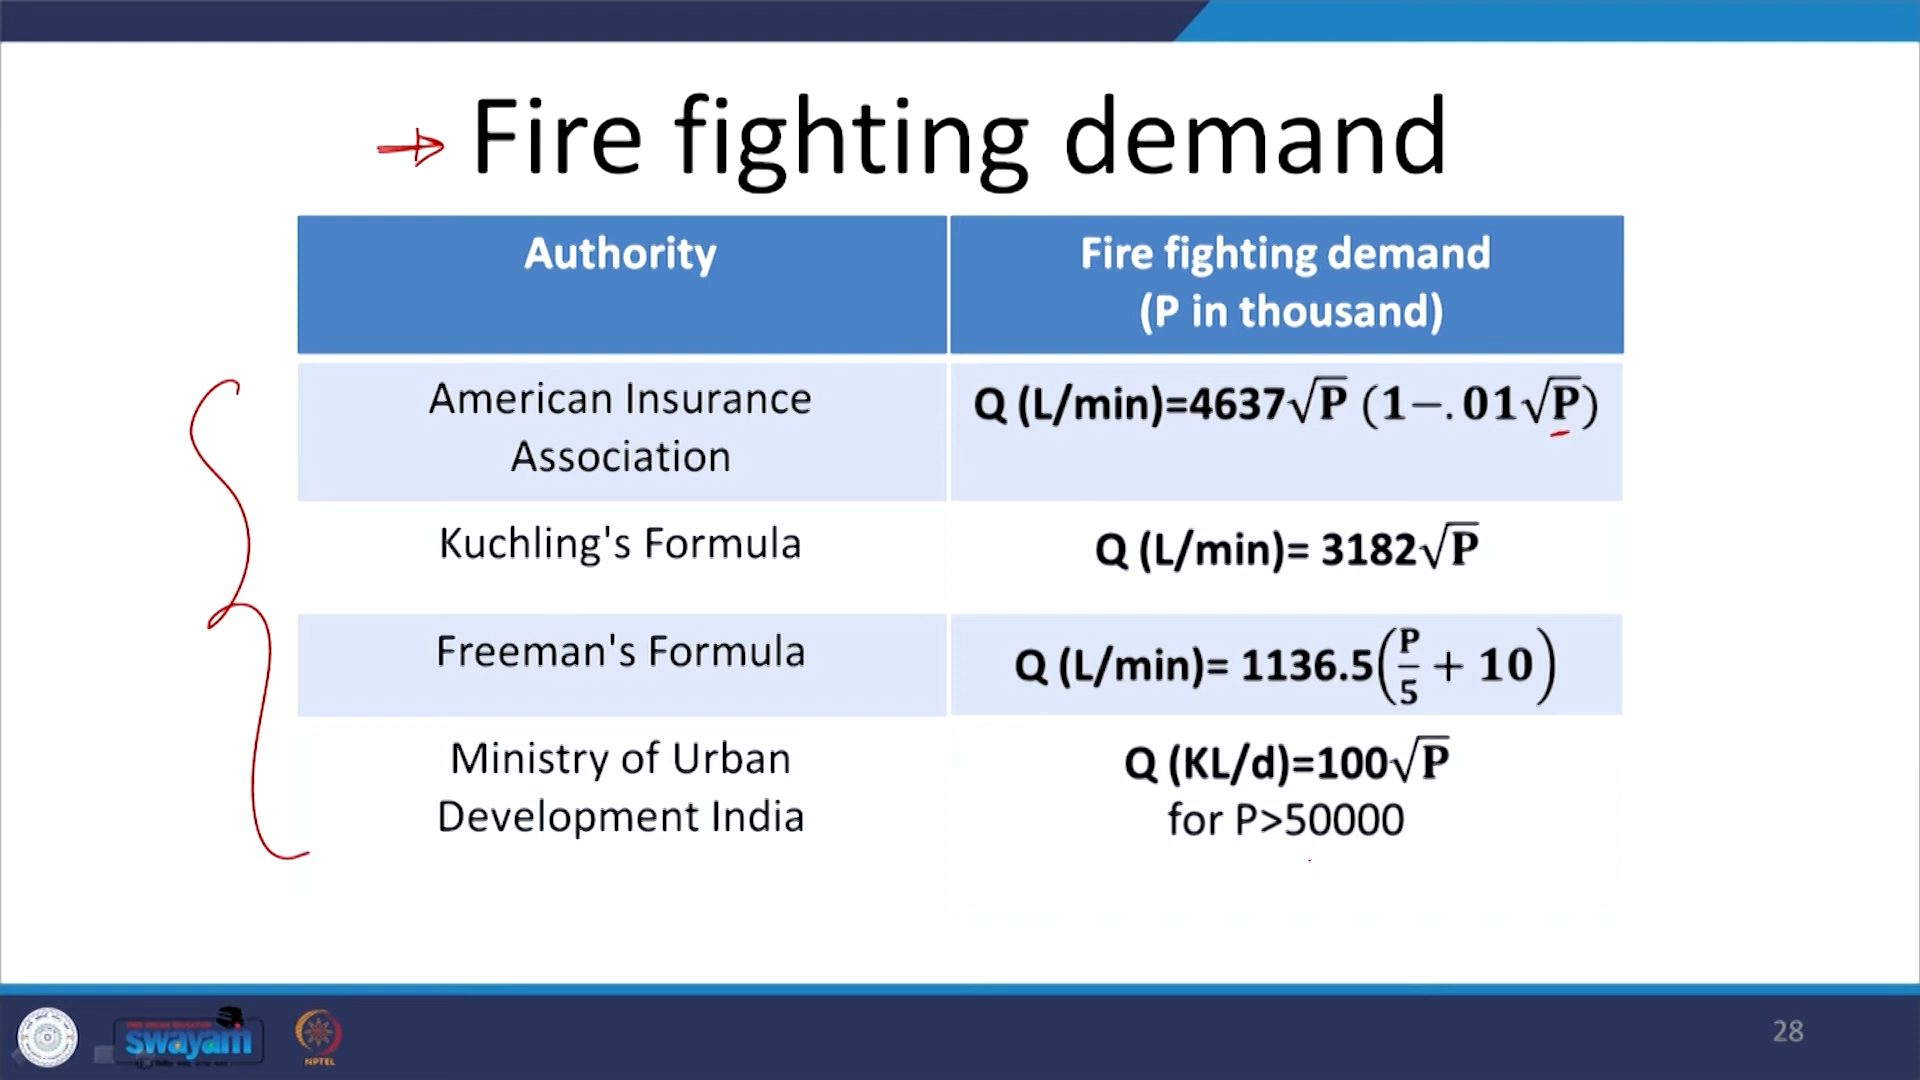 Fire fighting demand
Authority
Fire fighting demand
(P in thousand)
American Insurance
Association
Q (L/min)=4637√P (1−.01√P)
Kuchling's Formula
Q (L/min)= 3182√P
Freeman's Formula
Q (L/min)= 1136.5(P/5 + 10)
Ministry of Urban
Development India
Q (KL/d)=100√P
for P>50000
swayam
NPTEL
28